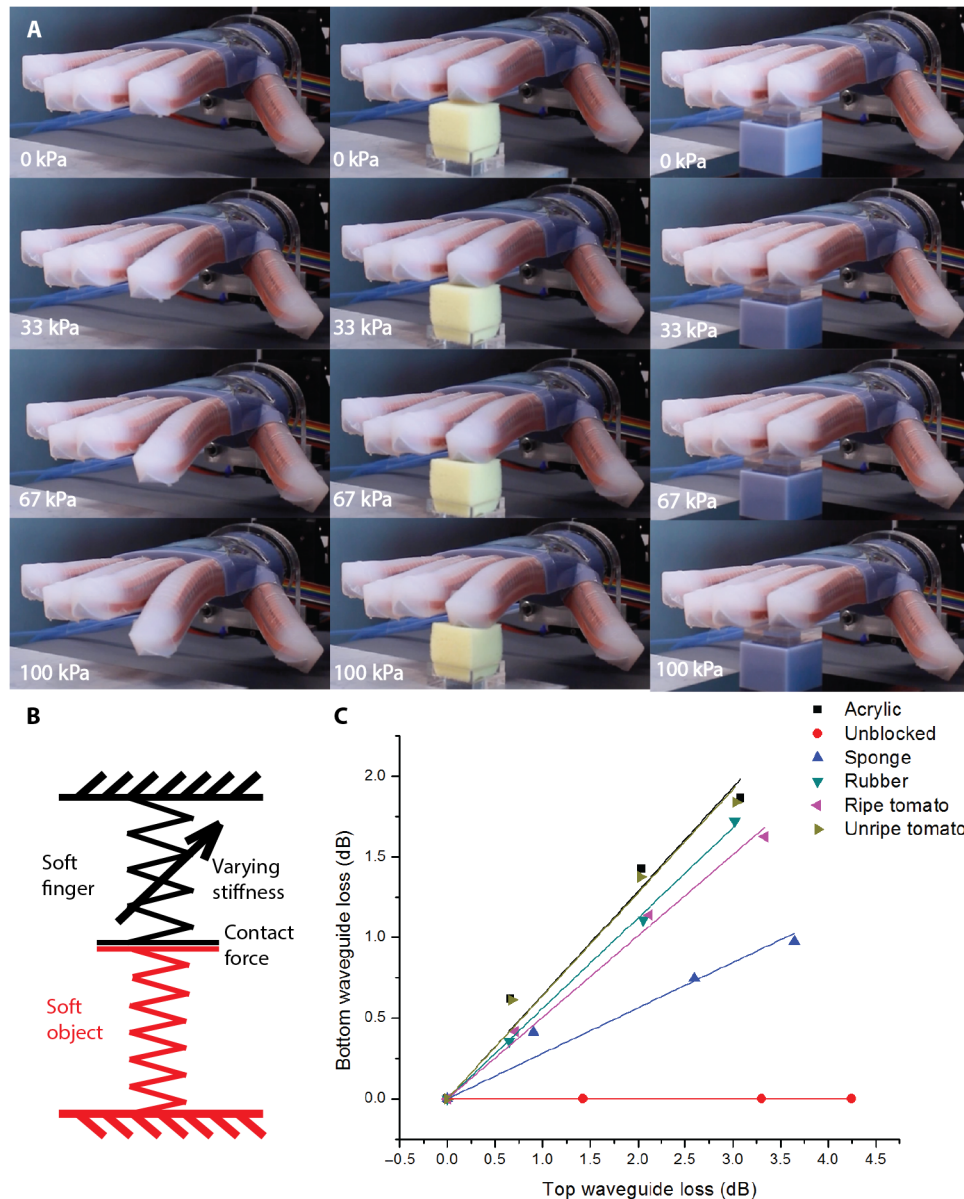 A
0 kPa
0 kPa
0 kPa
33 kPa
33 kPa
33 kPa
67 kPa
67 kPa
67 kPa
100 kPa
100 kPa
100 kPa
B
Soft
finger
Varying
stiffness
Contact
force
Soft
object
C
Acrylic
Unblocked
Sponge
Rubber
Ripe tomato
Unripe tomato
Bottom waveguide loss (dB)
2.0
1.5
1.0
0.5
0.0
−0.5 0.0 0.5 1.0 1.5 2.0 2.5 3.0 3.5 4.0 4.5
Top waveguide loss (dB)